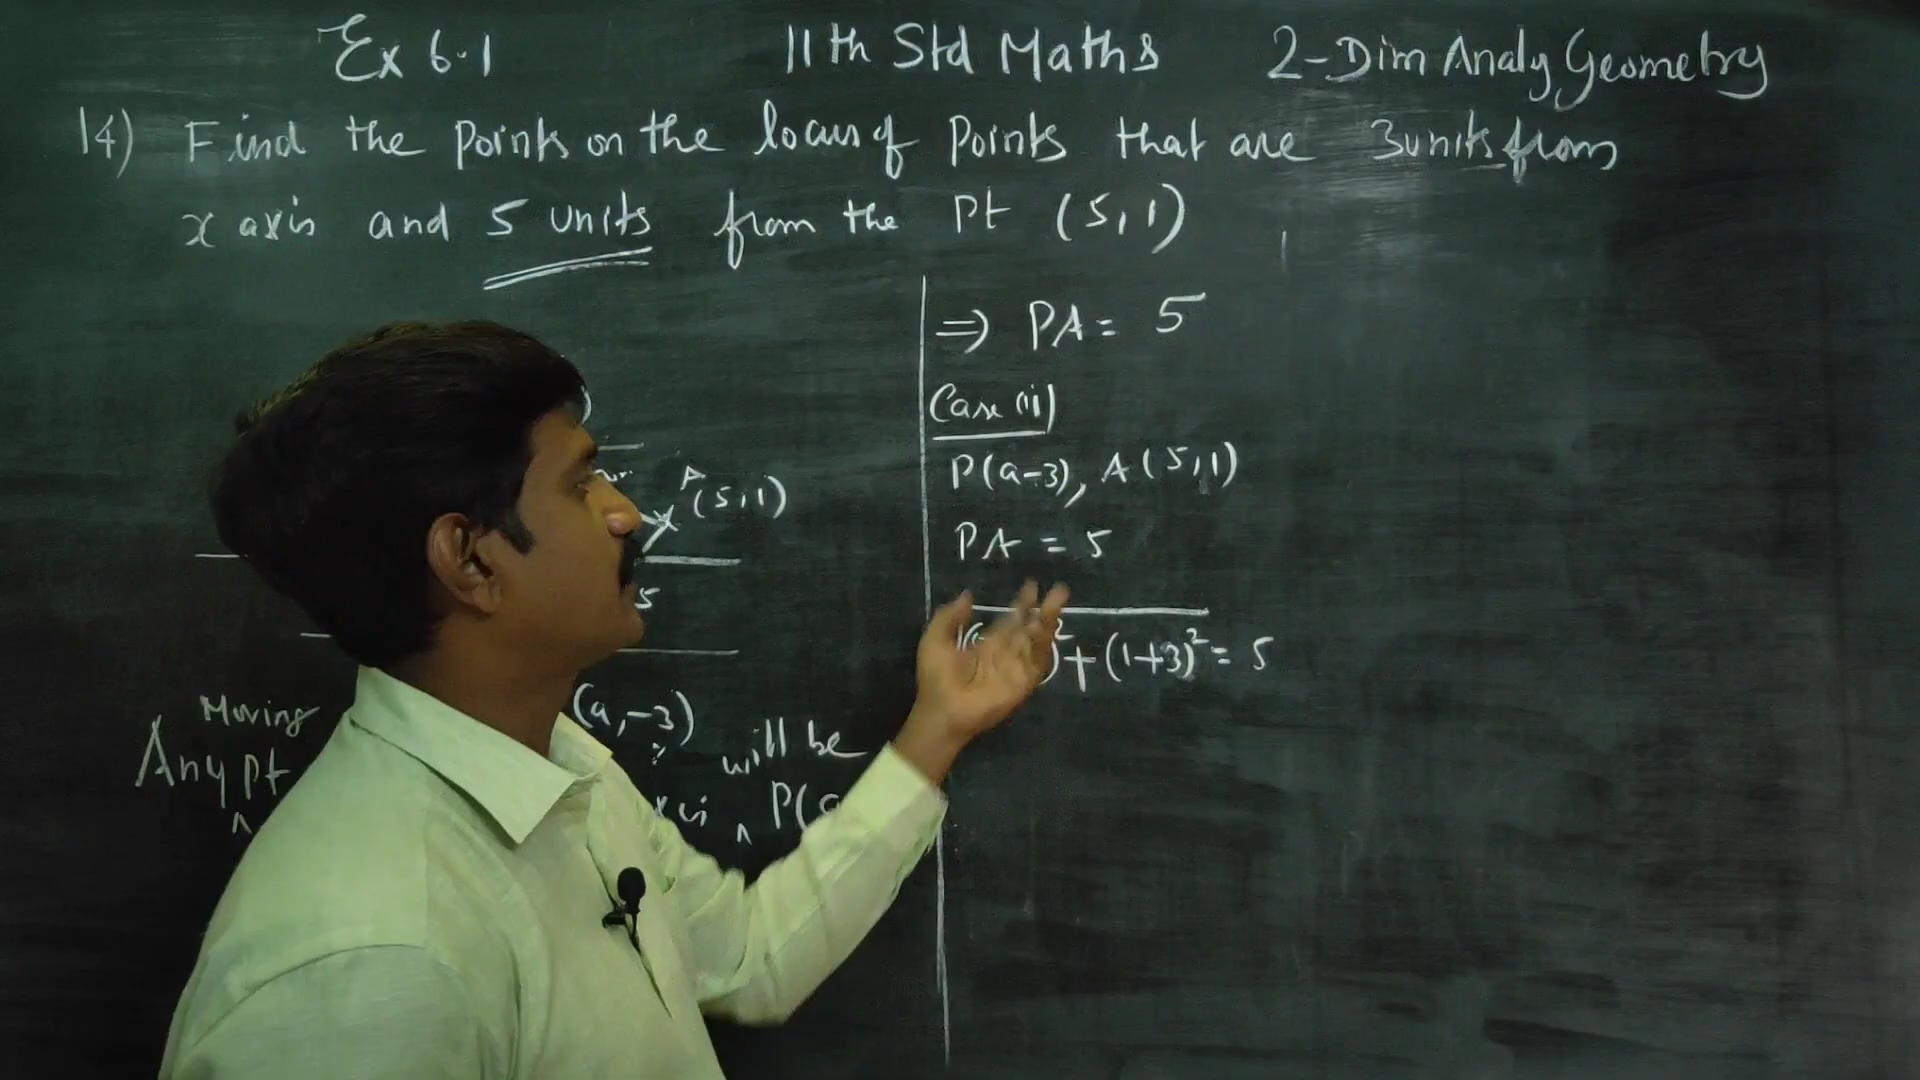 Ex 6.1 11th Std Maths 2-Dim Analy Geometry
14) Find the points on the locus of points that are 3units from
x axis and 5 units from the Pt (5,1)
A
(5,1)
5
(a,-3)
Moving
Any pt will be
P(a
⇒ PA = 5
Case (ii)
P(a-3), A(5,1)
PA = 5
)²+(1+3)² = 5